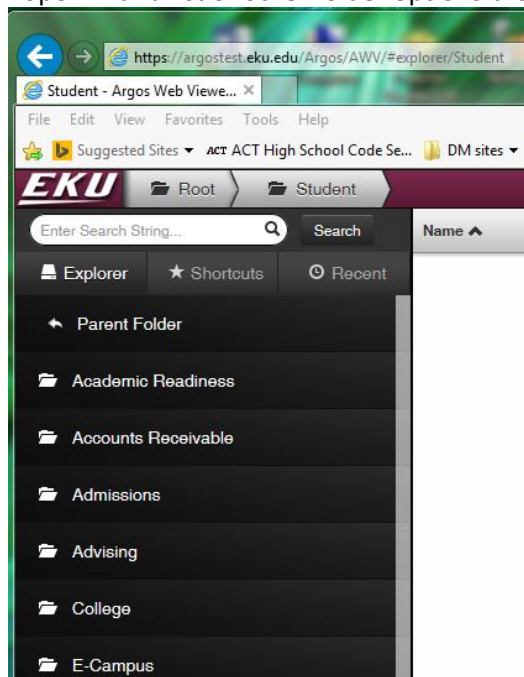 https://argostest.eku.edu/Argos/AWV/#explorer/Student
Student - Argos Web Viewe... ×
File Edit View Favorites Tools Help
Suggested Sites ▾ ACT ACT High School Code Se... DM sites ▾
EKU Root Student
Enter Search String... Search Name
Explorer Shortcuts Recent
Parent Folder
Academic Readiness
Accounts Receivable
Admissions
Advising
College
E-Campus